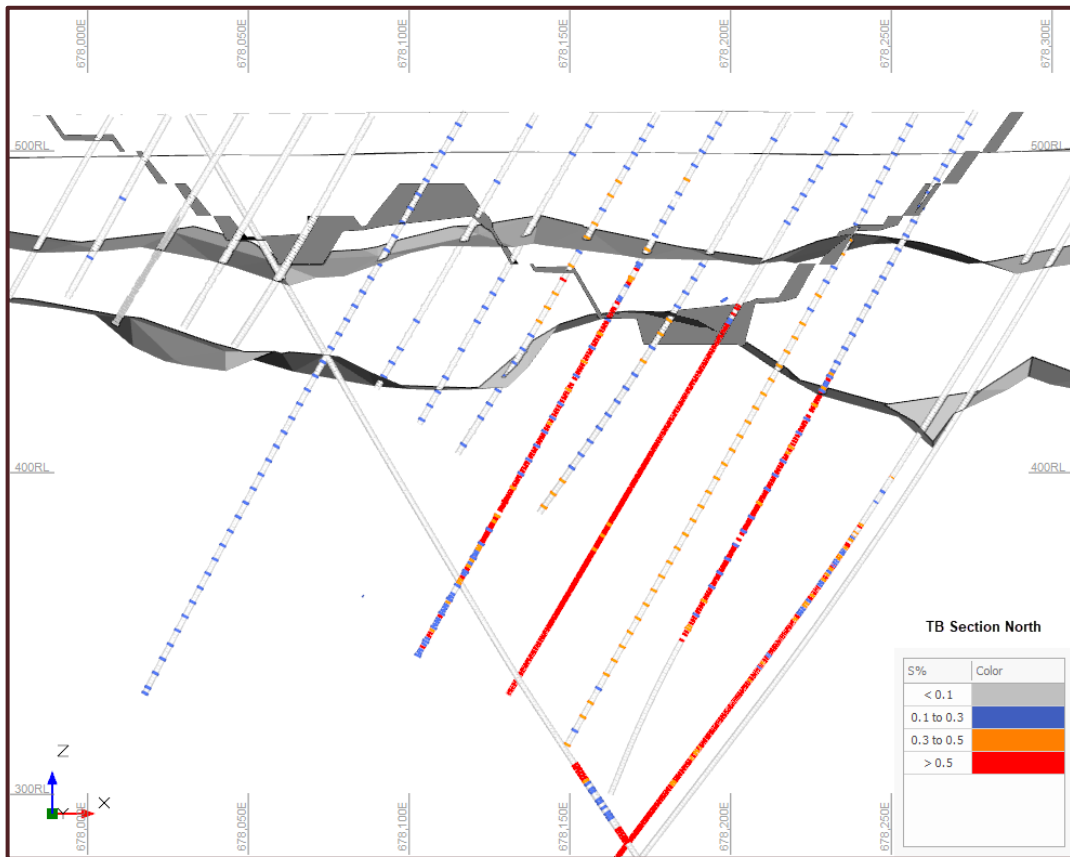 678,000E
678,050E
678,100E
678,150E
678,200E
678,250E
678,300E
500RL
500RL
400RL
400RL
TB Section North
S% Color
< 0.1
0.1 to 0.3
0.3 to 0.5
> 0.5
Z
Y X
300RL
300RL
678,000E
678,050E
678,100E
678,150E
678,200E
678,250E